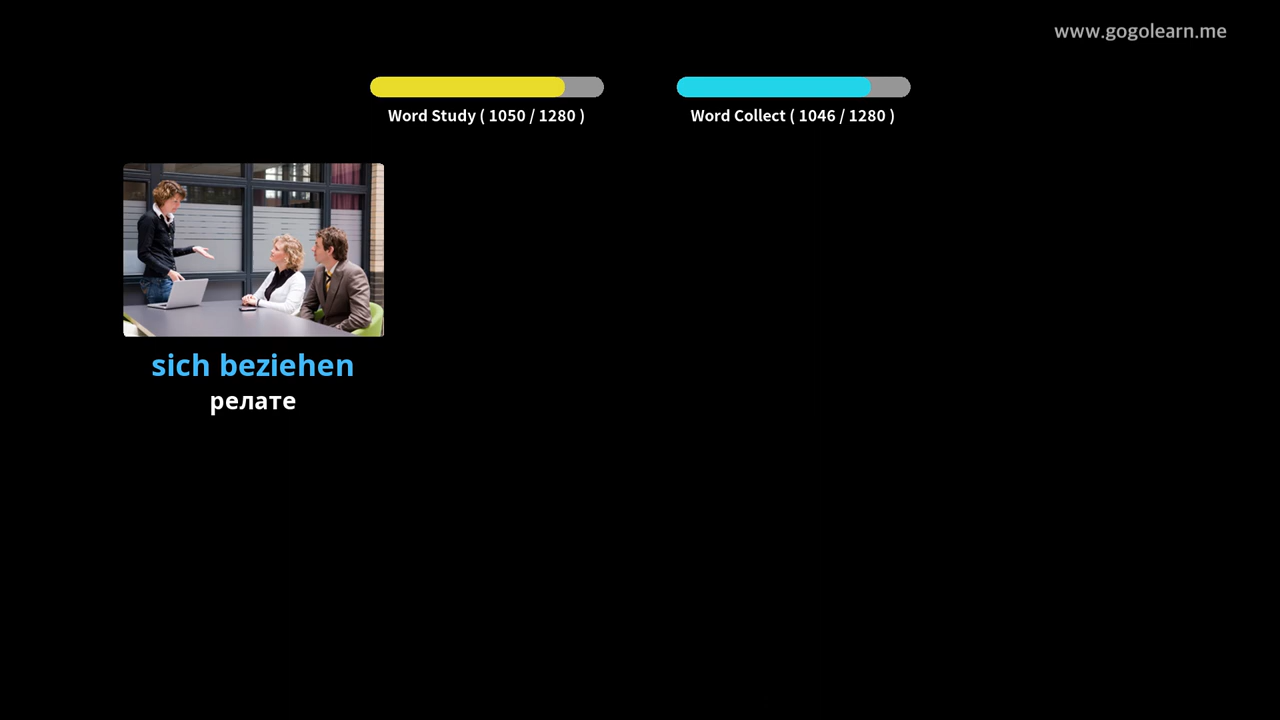 www.gogolearn.me
Word Study ( 1050 / 1280 )
Word Collect ( 1046 / 1280 )
sich beziehen
релате